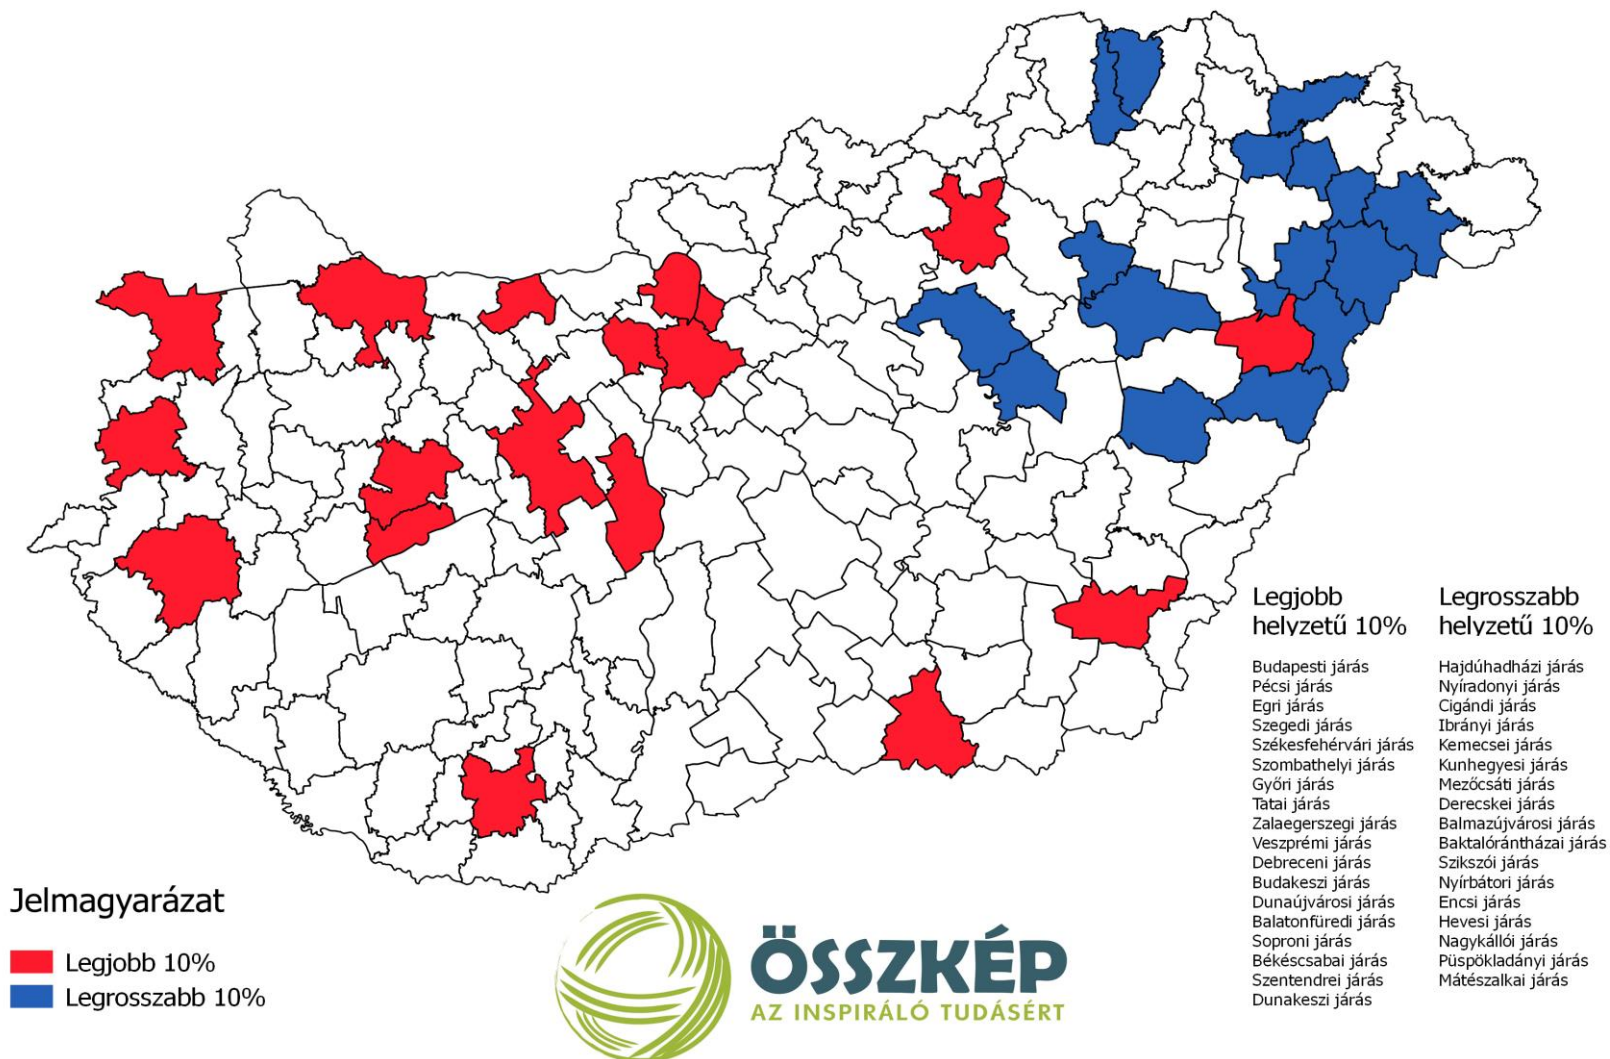 Legjobb
helyzetű 10%
Budapesti járás
Pécsi járás
Egri járás
Szegedi járás
Székesfehérvári járás
Szombathelyi járás
Győri járás
Tatai járás
Zalaegerszegi járás
Veszprémi járás
Debreceni járás
Budakeszi járás
Dunaújvárosi járás
Balatonfüredi járás
Soproni járás
Békéscsabai járás
Szentendrei járás
Dunakeszi járás
Legrosszabb
helyzetű 10%
Hajdúhadházi járás
Nyíradonyi járás
Cigándi járás
Ibrányi járás
Kemecsei járás
Kunhegyesi járás
Mezőcsáti járás
Derecskei járás
Balmazújvárosi járás
Baktalórántházai járás
Szikszói járás
Nyírbátori járás
Encsi járás
Hevesi járás
Nagykállói járás
Püspökladányi járás
Mátészalkai járás
Jelmagyarázat
Legjobb 10%
Legrosszabb 10%
ÖSSZKÉP
AZ INSPIRÁLÓ TUDÁSÉRT